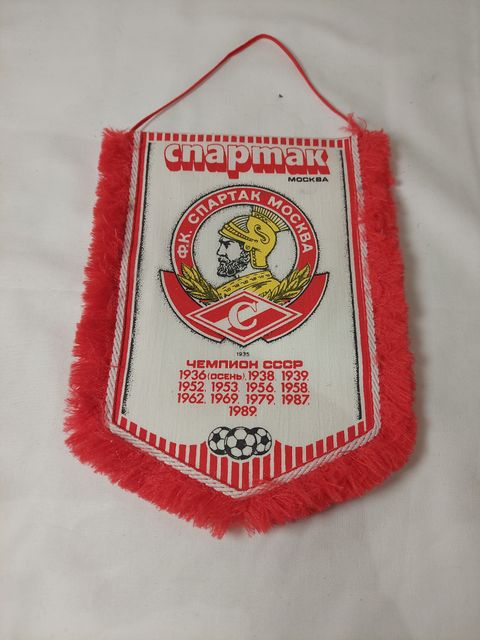 спартак
МОСКВА
ФК. СПАРТАК МОСКВА
С
1935
ЧЕМПИОН СССР
1936 (ОСЕНЬ), 1938, 1939,
1952, 1953, 1956, 1958,
1962, 1969, 1979, 1987,
1989.